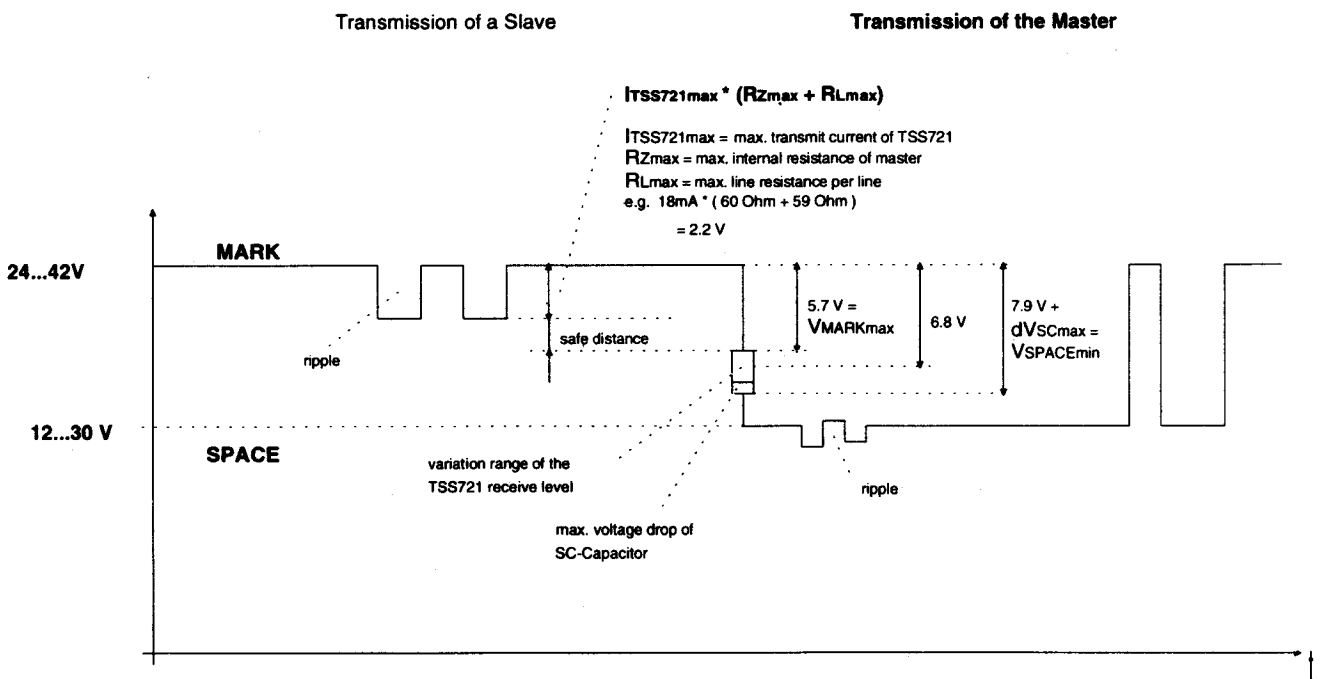 Transmission of a Slave
Transmission of the Master
ITSS721max * (RZmax + RLmax)
ITSS721max = max. transmit current of TSS721
RZmax = max. internal resistance of master
RLmax = max. line resistance per line
e.g. 18mA * ( 60 Ohm + 59 Ohm )
= 2.2 V
MARK
24...42V
5.7 V =
VMARKmax
6.8 V
7.9 V +
dVSCmax =
VSPACEmin
safe distance
ripple
12...30 V
SPACE
variation range of the
TSS721 receive level
ripple
max. voltage drop of
SC-Capacitor